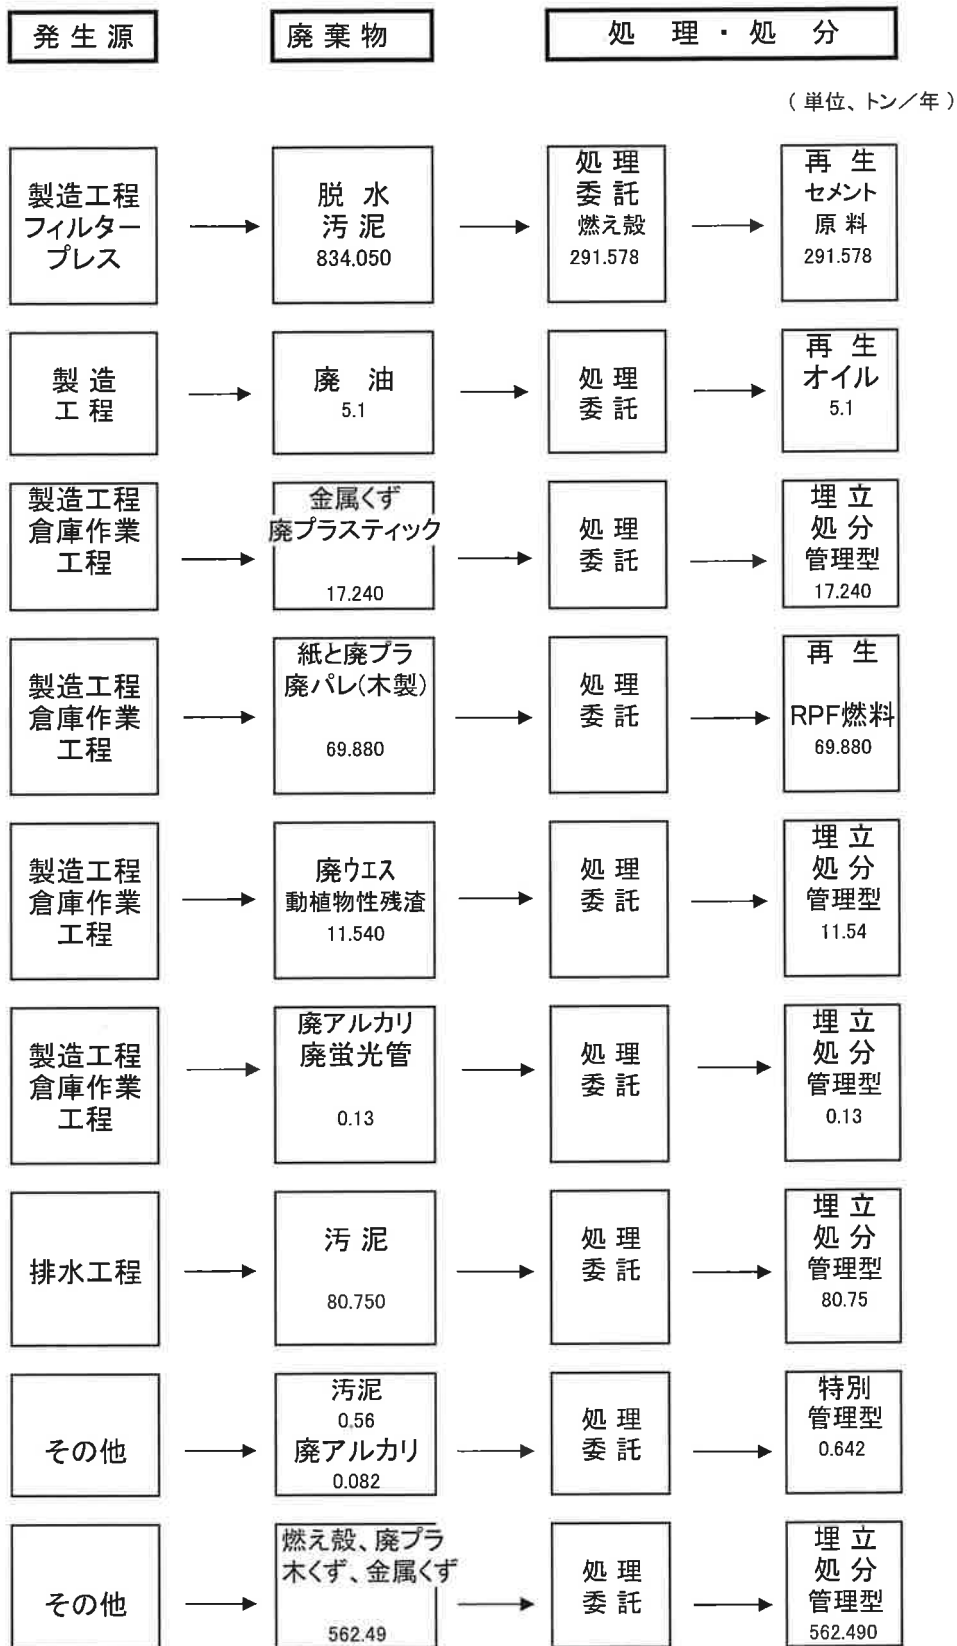 発生源 廃棄物 処 理・処 分
(単位、トン/年)
製造工程
フィルター
プレス
脱 水
汚 泥
834.050
処 理
委 託
燃え殻
291.578
再 生
セメント
原 料
291.578
製 造
工 程
廃 油
5.1
処 理
委 託
再 生
オイル
5.1
製造工程
倉庫作業
工程
金属くず
廃プラスティック
17.240
処 理
委 託
埋 立
処 分
管理型
17.240
製造工程
倉庫作業
工程
紙と廃プラ
廃パレ(木製)
69.880
処 理
委 託
再 生
RPF燃料
69.880
製造工程
倉庫作業
工程
廃ウエス
動植物性残渣
11.540
処 理
委 託
埋 立
処 分
管理型
11.54
製造工程
倉庫作業
工程
廃アルカリ
廃蛍光管
0.13
処 理
委 託
埋 立
処 分
管理型
0.13
排水工程
汚 泥
80.750
処 理
委 託
埋 立
処 分
管理型
80.75
その他
汚泥
0.56
廃アルカリ
0.082
処 理
委 託
特別
管理型
0.642
その他
燃え殻、廃プラ
木くず、金属くず
562.49
処 理
委 託
埋 立
処 分
管理型
562.490